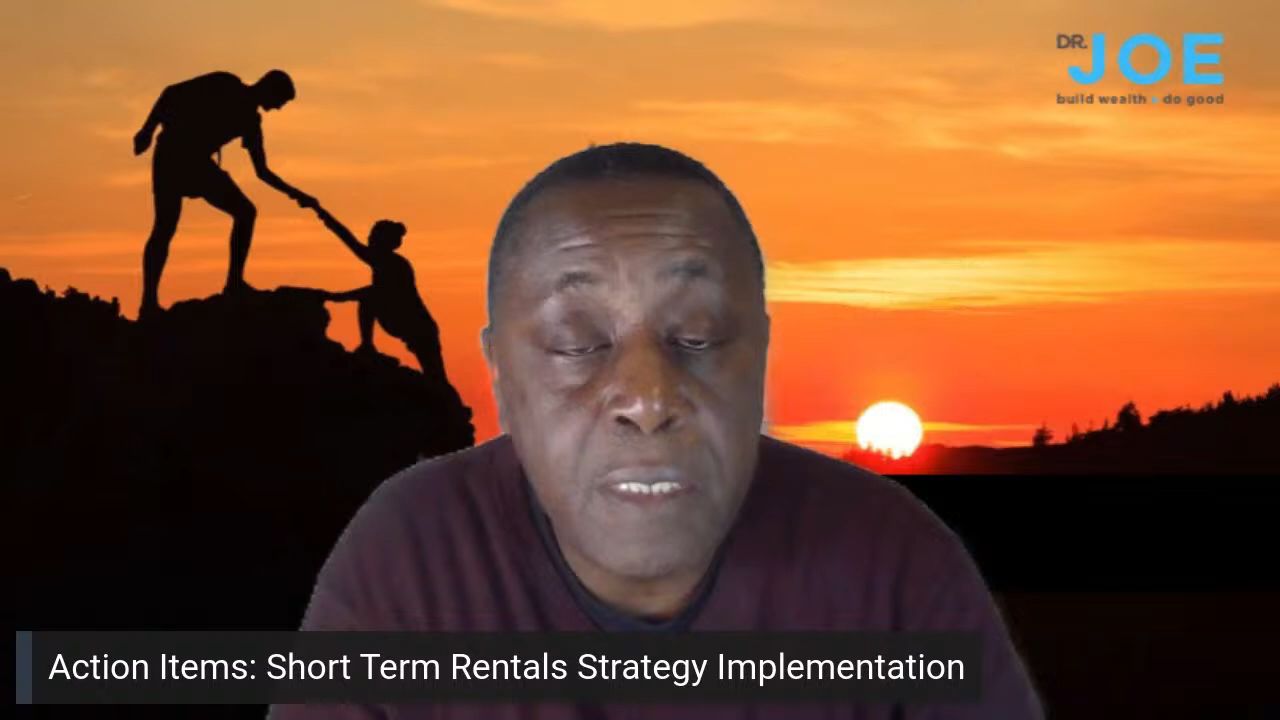 DR. JOE
build wealth & do good
Action Items: Short Term Rentals Strategy Implementation